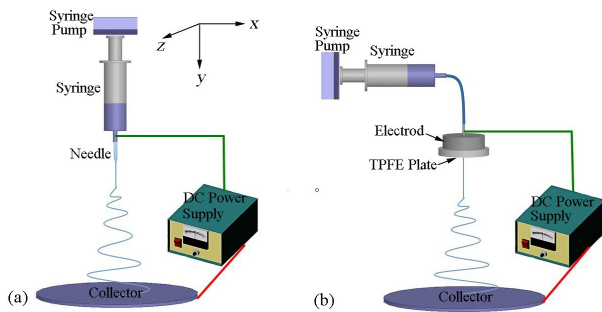 Syringe
Pump
x
z
y
Syringe
Needle
DC Power
Supply
Collector
(a)
Syringe
Pump
Syringe
Electrod
TPFE Plate
DC Power
Supply
Collector
(b)